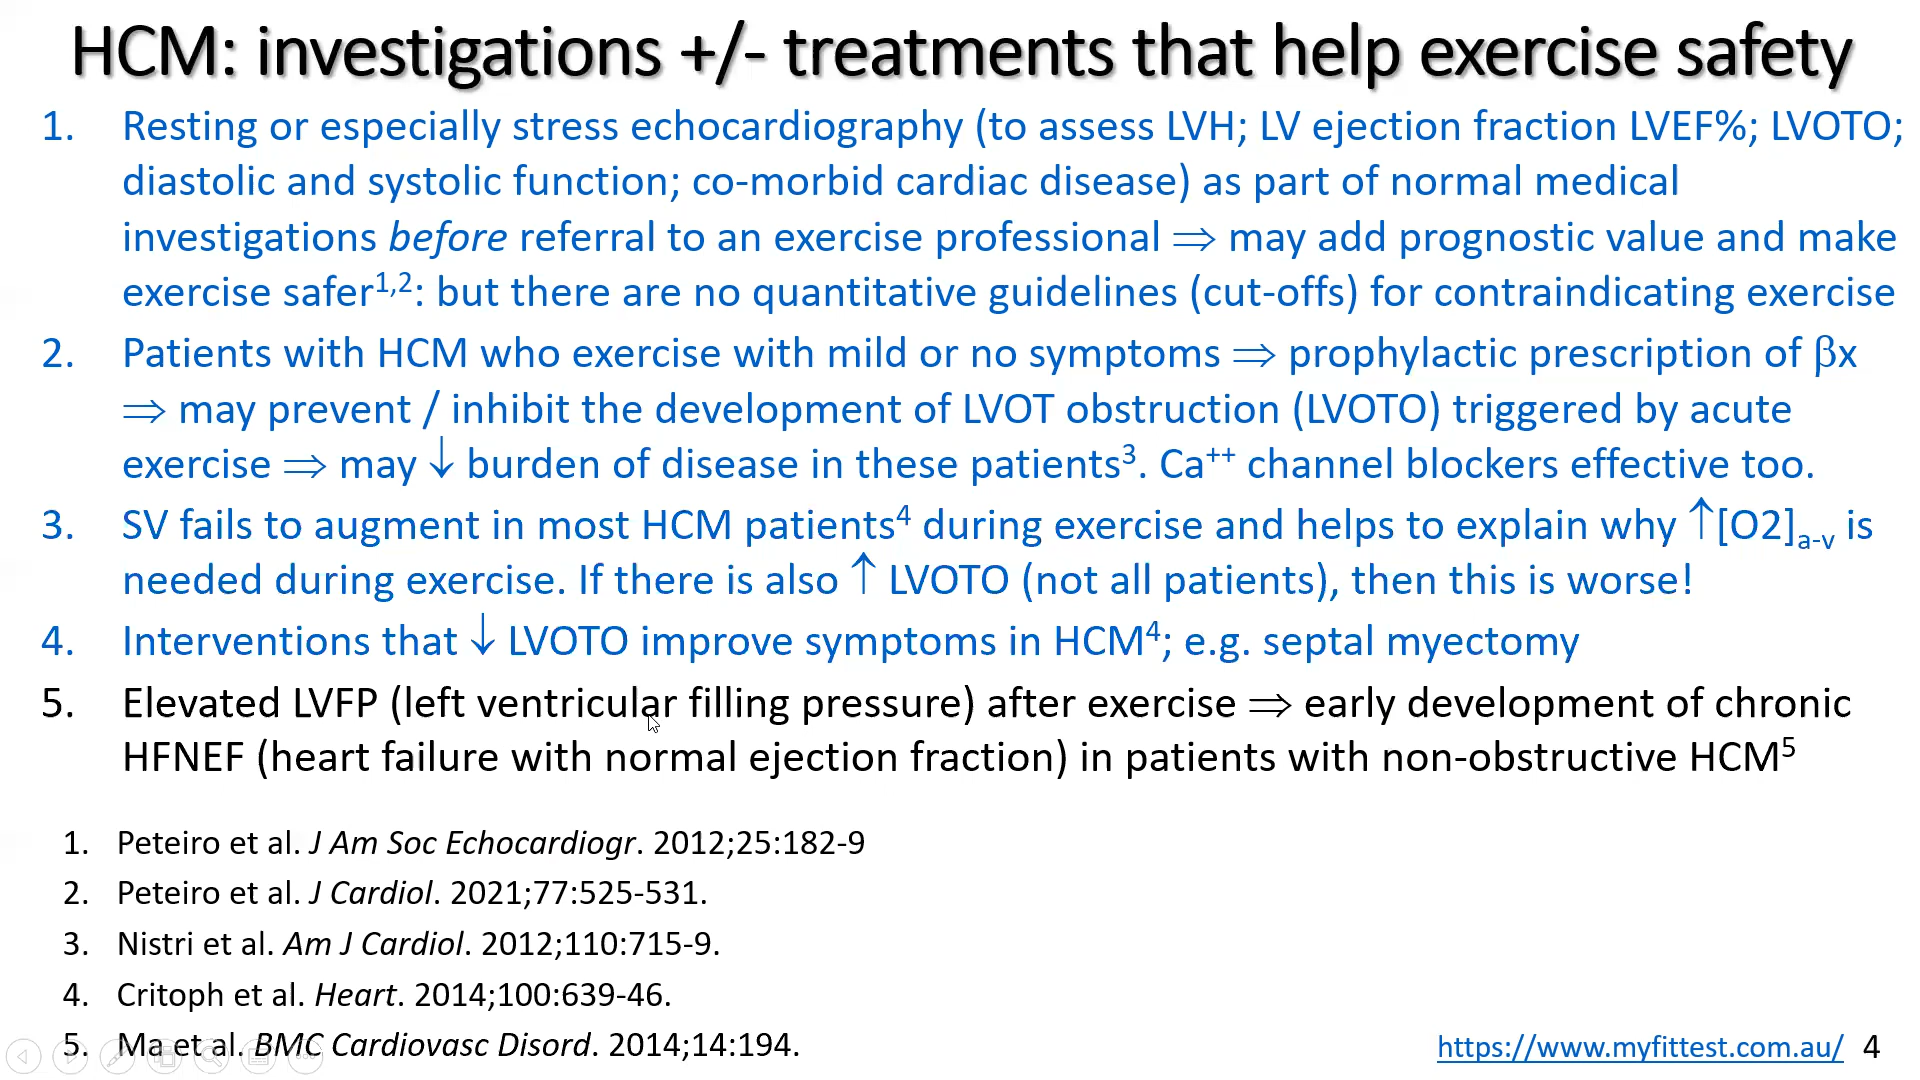 HCM: investigations +/- treatments that help exercise safety
1. Resting or especially stress echocardiography (to assess LVH; LV ejection fraction LVEF%; LVOTO;
diastolic and systolic function; co-morbid cardiac disease) as part of normal medical
investigations before referral to an exercise professional ⇒ may add prognostic value and make
exercise safer1,2: but there are no quantitative guidelines (cut-offs) for contraindicating exercise
2. Patients with HCM who exercise with mild or no symptoms ⇒ prophylactic prescription of βx
⇒ may prevent / inhibit the development of LVOT obstruction (LVOTO) triggered by acute
exercise ⇒ may ↓ burden of disease in these patients3. Ca++ channel blockers effective too.
3. SV fails to augment in most HCM patients4 during exercise and helps to explain why ↑[O2]a-v is
needed during exercise. If there is also ↑ LVOTO (not all patients), then this is worse!
4. Interventions that ↓ LVOTO improve symptoms in HCM4; e.g. septal myectomy
5. Elevated LVFP (left ventricular filling pressure) after exercise ⇒ early development of chronic
HFNEF (heart failure with normal ejection fraction) in patients with non-obstructive HCM5
1. Peteiro et al. J Am Soc Echocardiogr. 2012;25:182-9
2. Peteiro et al. J Cardiol. 2021;77:525-531.
3. Nistri et al. Am J Cardiol. 2012;110:715-9.
4. Critoph et al. Heart. 2014;100:639-46.
5. Ma et al. BMC Cardiovasc Disord. 2014;14:194.
https://www.myfittest.com.au/ 4